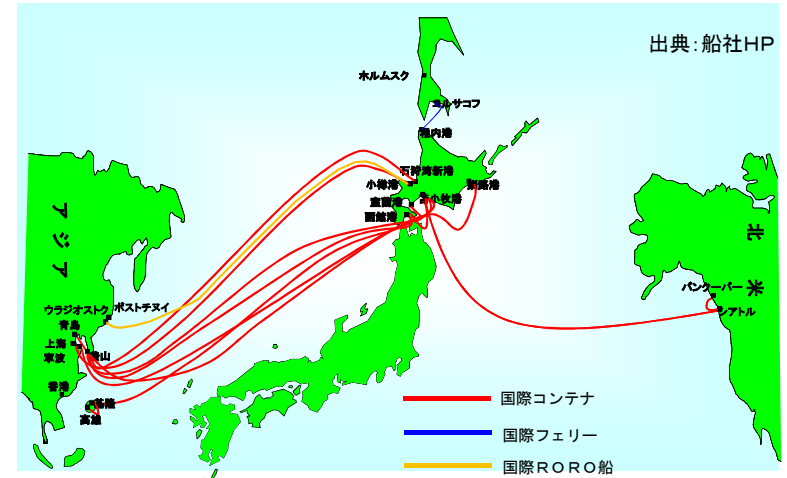 出典：船社HP
ホルムスク
コルサコフ
稚内港
石狩湾新港
小樽港
釧路港
苫小牧港
室蘭港
函館港
アジア
北米
バンクーバー
シアトル
ボストチヌイ
ウラジオストク
青島
上海
釜山
寧波
香港
基隆
高雄
国際コンテナ
国際フェリー
国際ＲＯＲＯ船